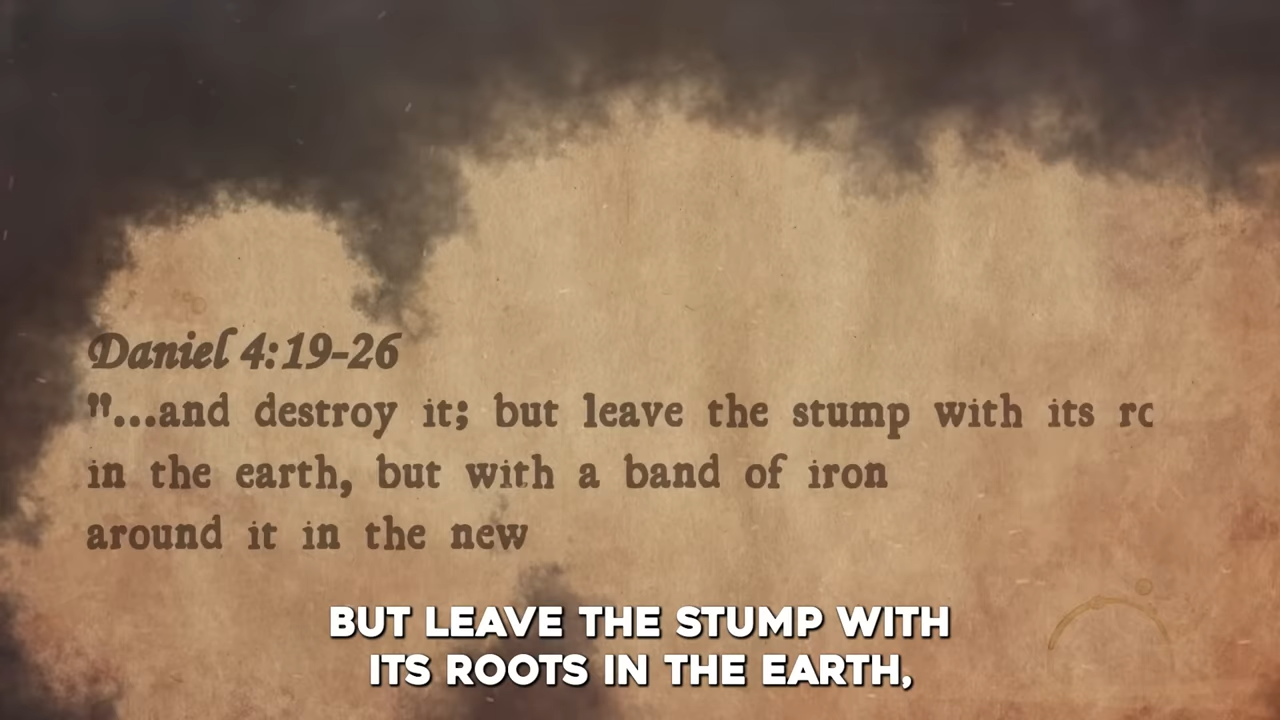 Daniel 4:19-26
"...and destroy it; but leave the stump with its
in the earth, but with a band of iron
around it in the new
BUT LEAVE THE STUMP WITH
ITS ROOTS IN THE EARTH,